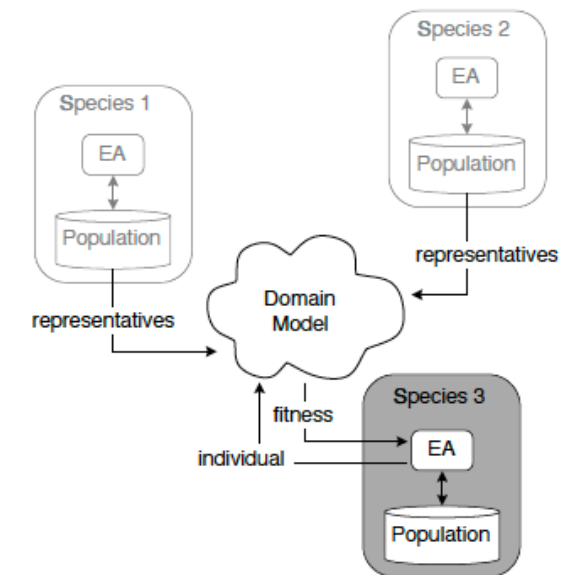 Species 2
EA
Population
representatives
Species 1
EA
Population
representatives
Domain
Model
fitness
individual
Species 3
EA
Population